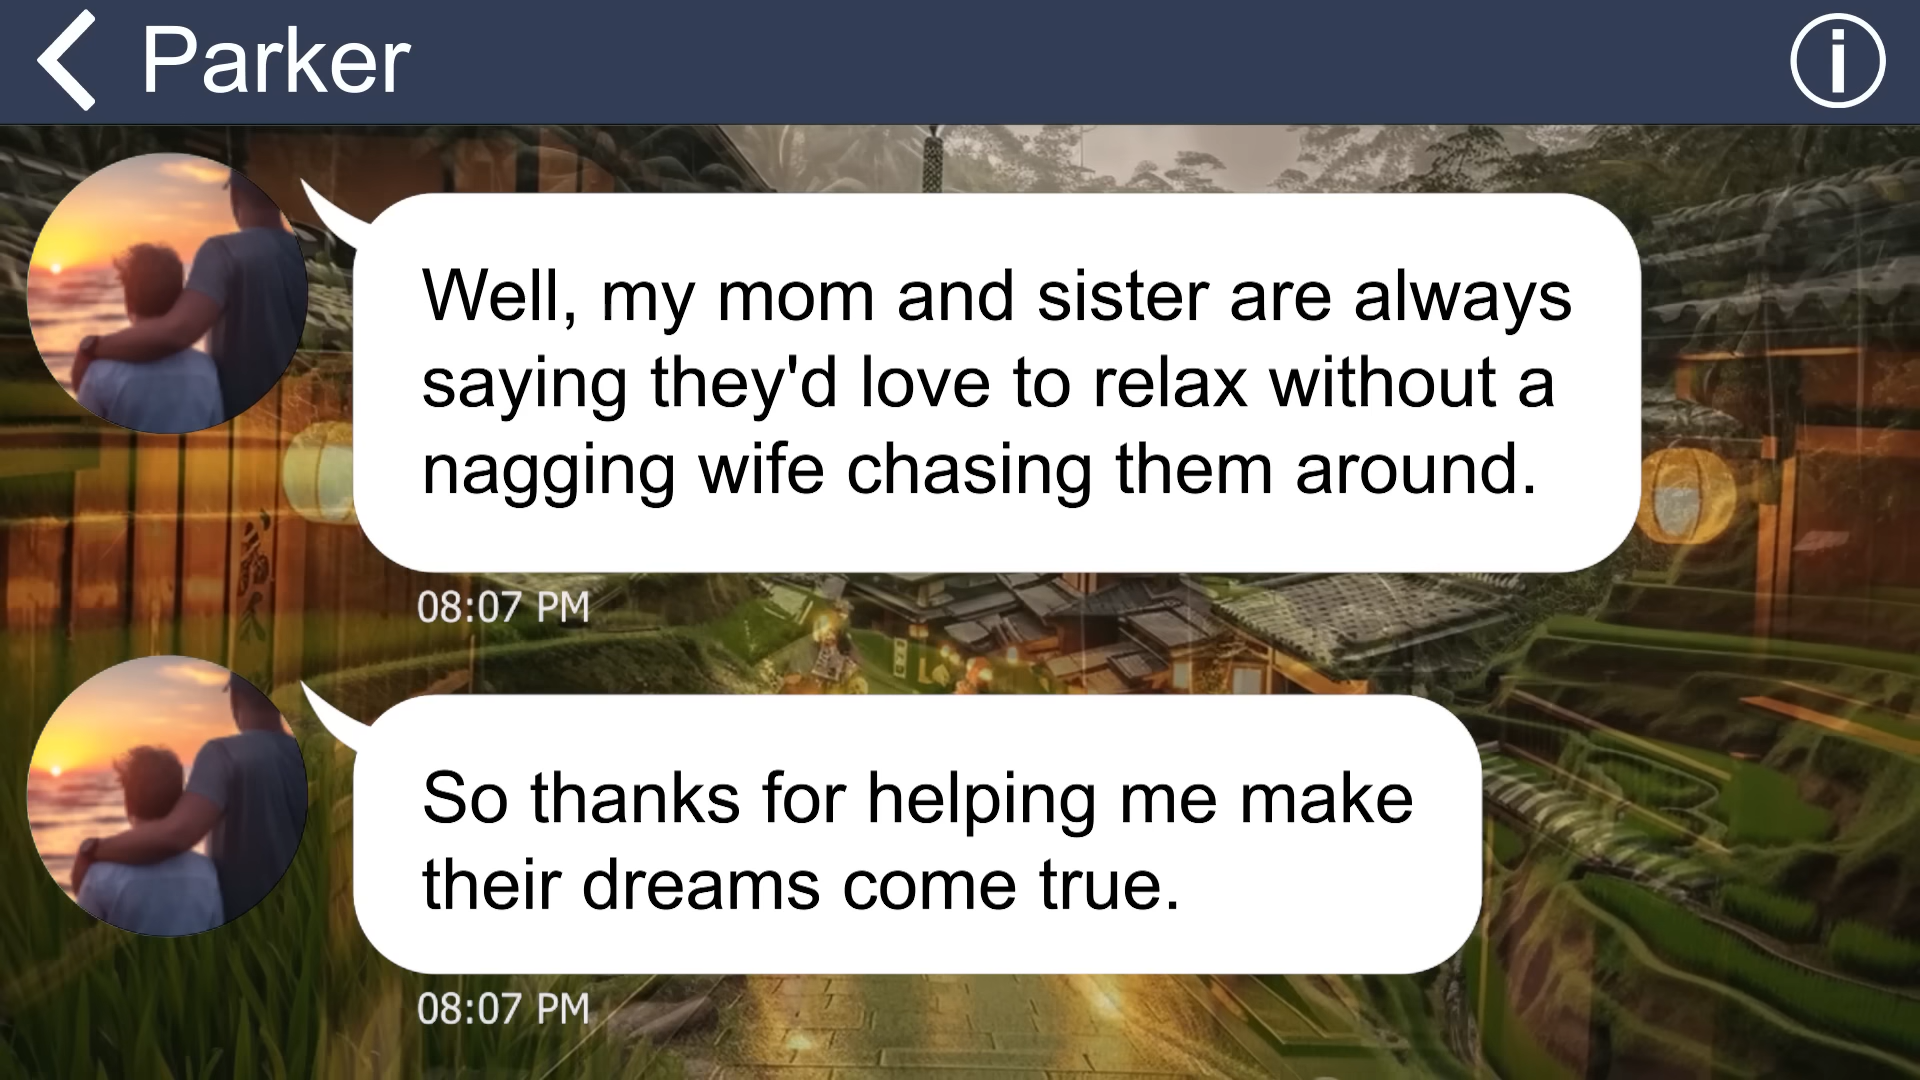 Parker
Well, my mom and sister are always
saying they'd love to relax without a
nagging wife chasing them around.
08:07 PM
So thanks for helping me make
their dreams come true.
08:07 PM